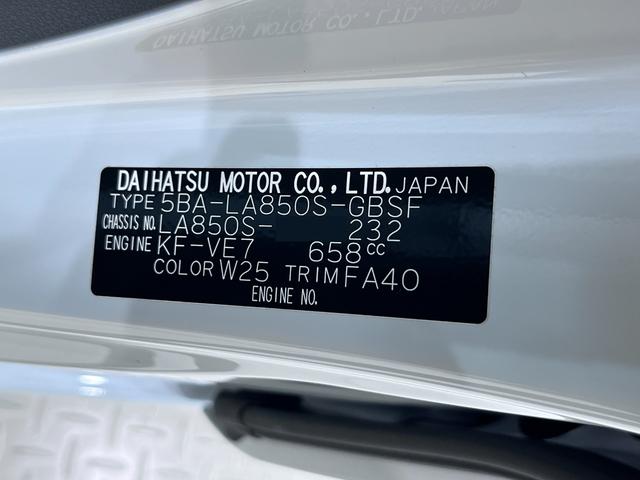 DAIHATSU MOTOR CO., LTD. JAPAN
TYPE 5BA-LA850S-GBSF
CHASSIS NO. LA850S- 232
ENGINE KF-VE7 658cc
COLOR W25 TRIM FA40
ENGINE NO.